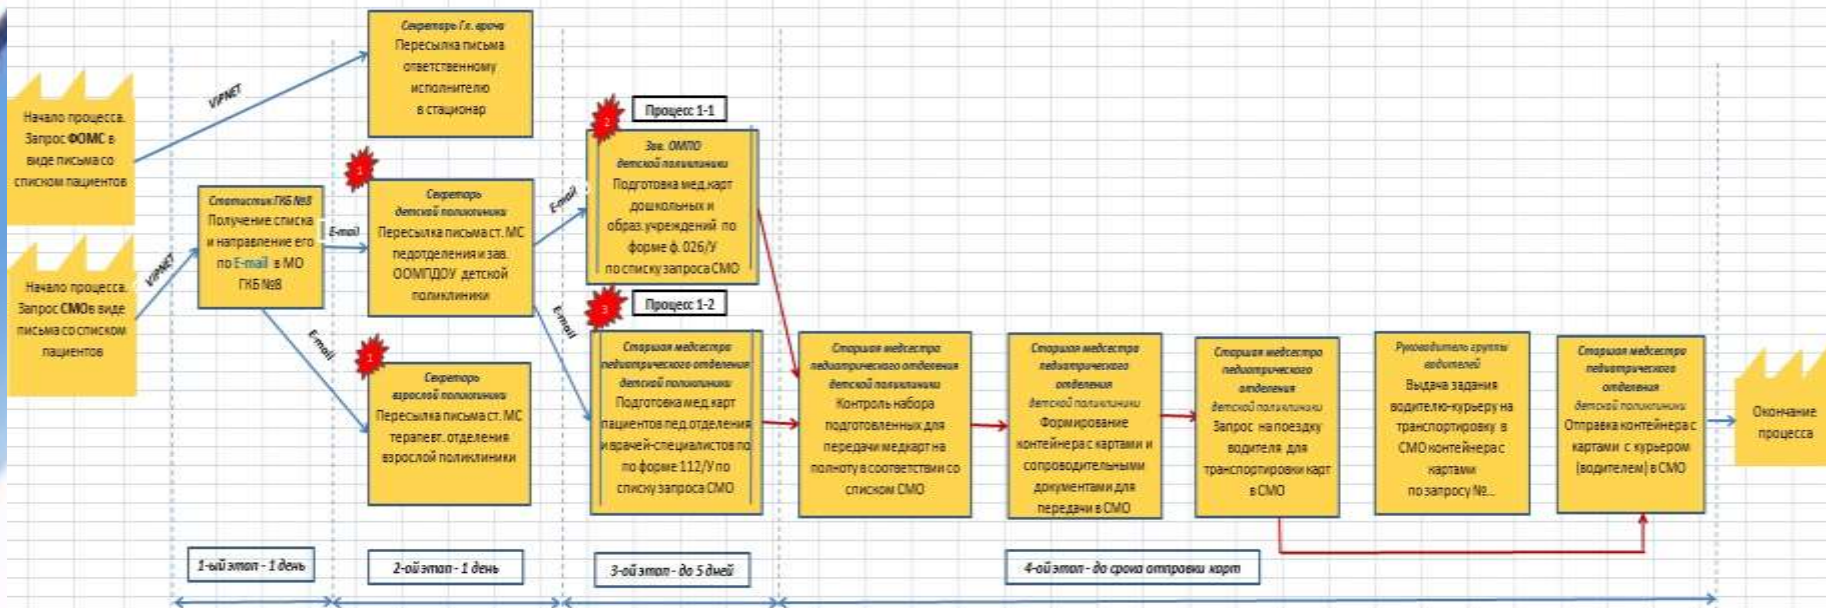 Начало процесса.
Запрос ФОМС в
виде письма со
списком пациентов
VIPNET
Начало процесса.
Запрос СМОв виде
письма со списком
пациентов
VIPNET
Статистик ГКБ №8
Получение списка
и направление его
по E-mail в МО
ГКБ №8
E-mail
E-mail
Секретарь Гл. врача
Пересылка письма
ответственному
исполнителю
в стационар
1
Секретарь
детской поликлиники
Пересылка письма ст. МС
педотделения и зав.
ООМПДОУ детской
поликлиники
1
Секретарь
взрослой поликлиники
Пересылка письма ст. МС
терапевт. отделения
взрослой поликлиники
E-mail
E-mail
2
Процесс 1-1
Зав. ОМПО
детской поликлиники
Подготовка мед.карт
дошкольных и
образ.учреждений по
форме ф. 026/У
по списку запроса СМО
3
Процесс 1-2
Старшая медсестра
педиатрического отделения
детской поликлиники
Подготовка мед.карт
пациентов пед.отделения
и врачей-специалистов по
по форме 112/У по
списку запроса СМО
Старшая медсестра
педиатрического отделения
детской поликлиники
Контроль набора
подготовленных для
передачи медкарт на
полноту в соответствии со
списком СМО
Старшая медсестра
педиатрического
отделения
детской поликлиники
Формирование
контейнера с картами и
сопроводительными
документами для
передачи в СМО
Старшая медсестра
педиатрического
отделения
детской поликлиники
Запрос на поездку
водителя для
транспортировки карт
в СМО
Руководитель группы
водителей
Выдача задания
водителю-курьеру на
транспортировку в
СМО контейнера с
картами
по запросу №...
Старшая медсестра
педиатрического
отделения
детской поликлиники
Отправка контейнера с
картами с курьером
(водителем) в СМО
Окончание
процесса
1-ый этап - 1 день
2-ой этап - 1 день
3-ой этап - до 5 дней
4-ой этап - до срока отправки карт